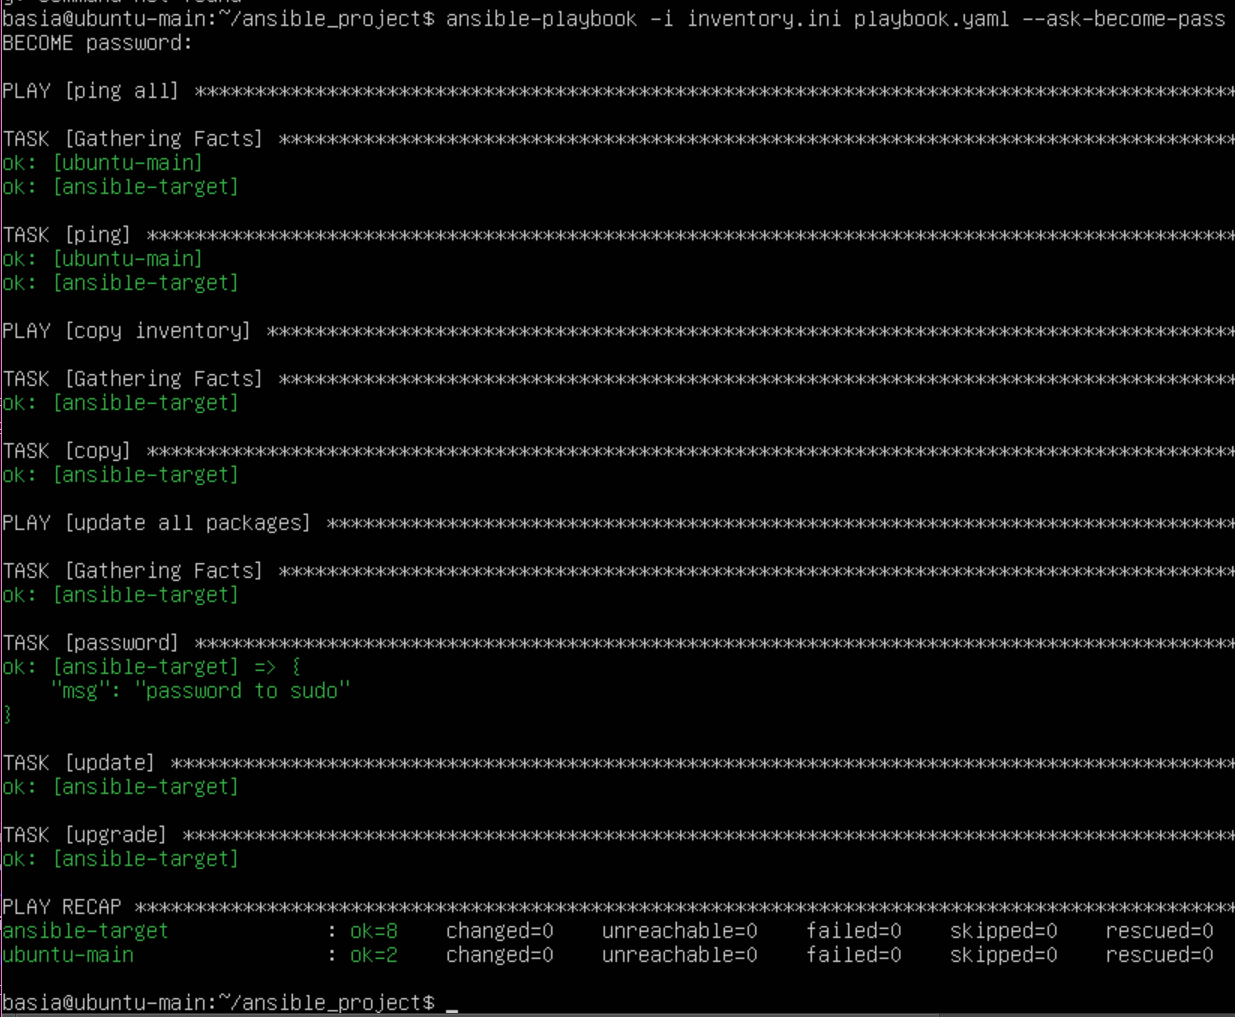 basia@ubuntu-main:~/ansible_project$ ansible-playbook -i inventory.ini playbook.yaml --ask-become-pass
BECOME password:
PLAY [ping all] ****************************************************************************************
TASK [Gathering Facts] *********************************************************************************
ok: [ubuntu-main]
ok: [ansible-target]
TASK [ping] ********************************************************************************************
ok: [ubuntu-main]
ok: [ansible-target]
PLAY [copy inventory] **********************************************************************************
TASK [Gathering Facts] *********************************************************************************
ok: [ansible-target]
TASK [copy] ********************************************************************************************
ok: [ansible-target]
PLAY [update all packages] *****************************************************************************
TASK [Gathering Facts] *********************************************************************************
ok: [ansible-target]
TASK [password] ****************************************************************************************
ok: [ansible-target] => {
    "msg": "password to sudo"
}
TASK [update] ******************************************************************************************
ok: [ansible-target]
TASK [upgrade] *****************************************************************************************
ok: [ansible-target]
PLAY RECAP *********************************************************************************************
ansible-target             : ok=8    changed=0    unreachable=0    failed=0    skipped=0    rescued=0
ubuntu-main                : ok=2    changed=0    unreachable=0    failed=0    skipped=0    rescued=0
basia@ubuntu-main:~/ansible_project$ _